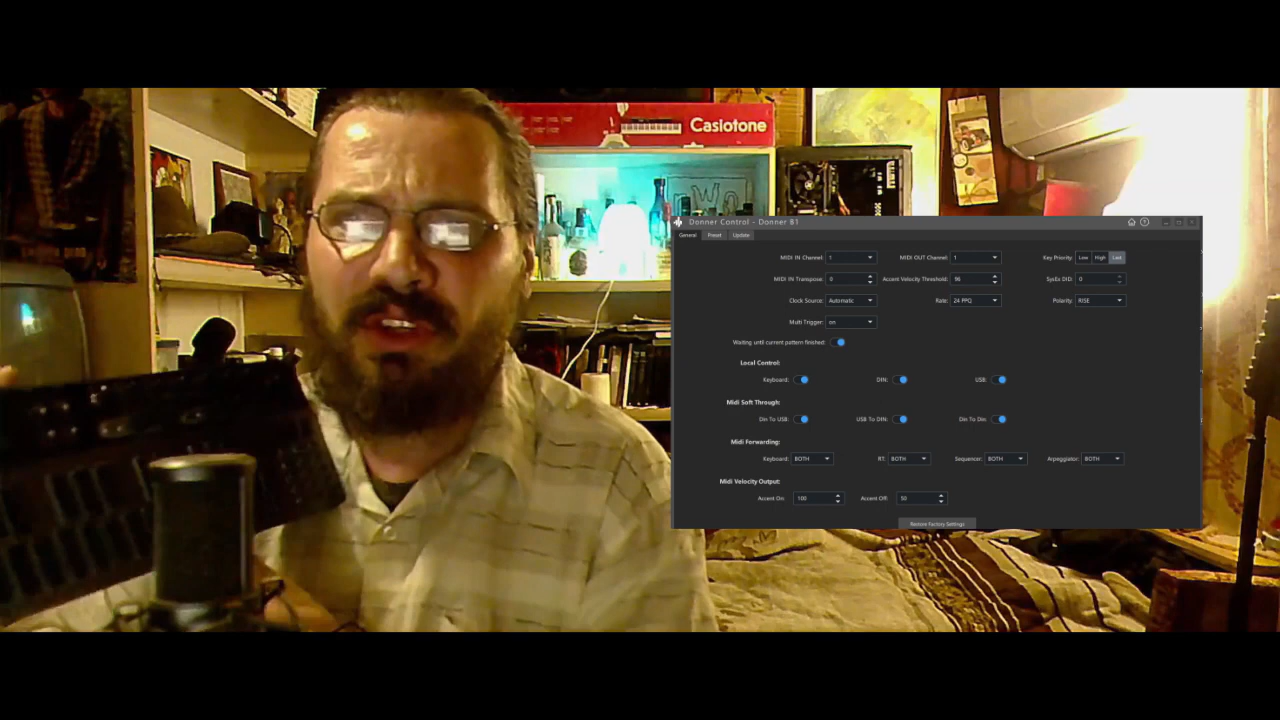 Casiotone
Donner Control - Donner B1
General Preset Update
MIDI IN Channel: 1 MIDI OUT Channel: 1 Key Priority: Low High Last
MIDI IN Transpose: 0 Accent Velocity Threshold: 96 SysEx DID: 0
Clock Source: Automatic Rate: 24 PPQ Polarity: RISE
Multi Trigger: on
Waiting until current pattern finished:
Local Control:
Keyboard: DIN: USB:
Midi Soft Through:
Din To USB: USB To DIN: Din To Din:
Midi Forwarding:
Keyboard: BOTH RT: BOTH Sequencer: BOTH Arpeggiator: BOTH
Midi Velocity Output:
Accent On: 100 Accent Off: 50
Restore Factory Settings